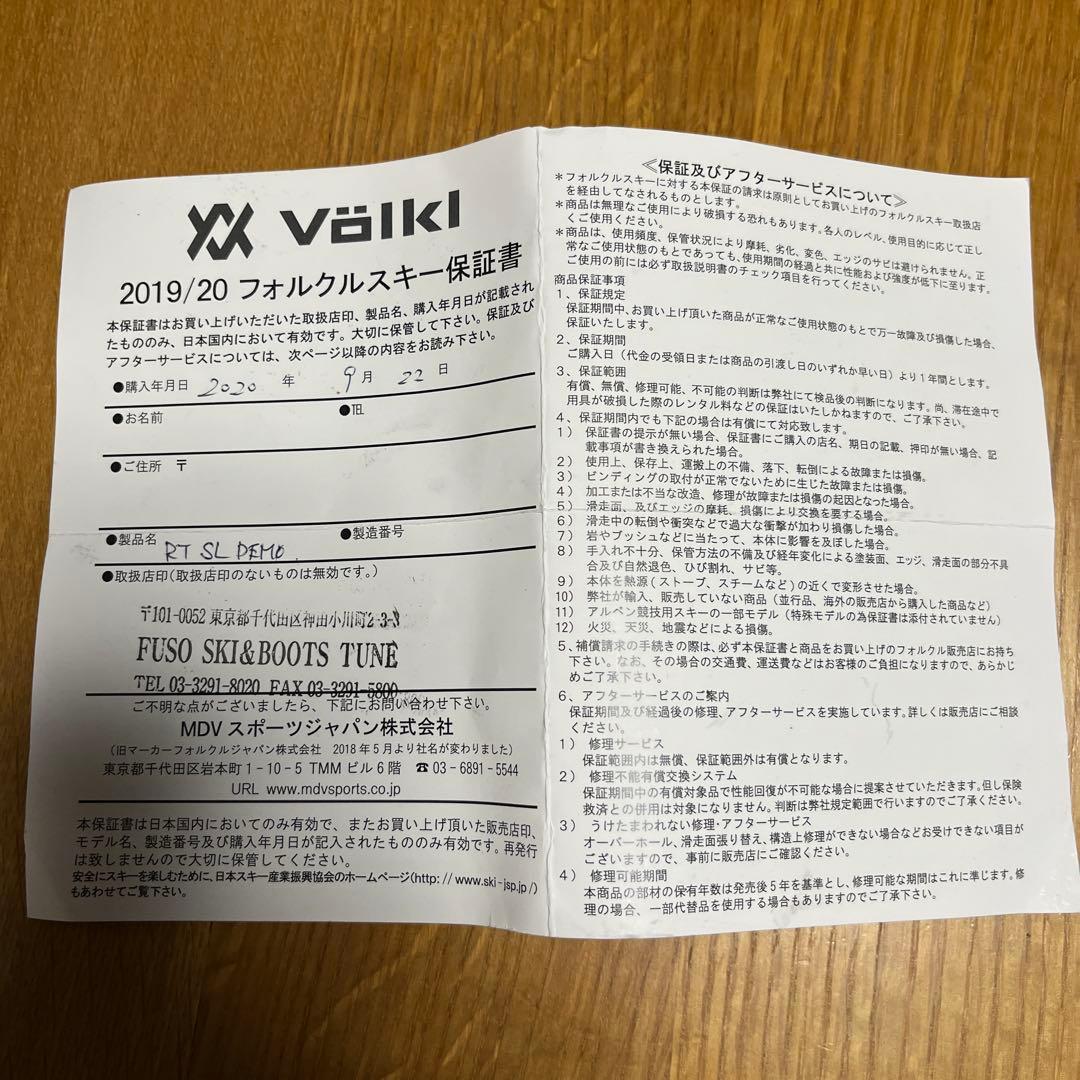 Völkl
2019/20 フォルクルスキー保証書
本保証書はお買い上げいただいた取扱店印、製品名、購入年月日が記載され
たもののみ、日本国内において有効です。大切に保管して下さい。保証及び
アフターサービスについては、次ページ以降の内容をお読み下さい。
●購入年月日 2020 年 9 月 22 日
●お名前 ●TEL
●ご住所 〒
●製品名 RT SL DEMO. ●製造番号
●取扱店印(取扱店印のないものは無効です。)
〒101-0052 東京都千代田区神田小川町2-3-
FUSO SKI&BOOTS TUNE
TEL 03-3291-8020 FAX 03-3291-5800
ご不明な点がございましたら、下記にお問い合わせ下さい。
MDV スポーツジャパン株式会社
(旧マーカーフォルクルジャパン株式会社 2018年5月より社名が変わりました)
東京都千代田区岩本町1-10-5 TMMビル6階 ☎03-6891-5544
URL www.mdvsports.co.jp
本保証書は日本国内においてのみ有効で、またお買い上げ頂いた販売店印、
モデル名、製造番号及び購入年月日が記入されたもののみ有効です。再発行
は致しませんので大切に保管してください。
安全にスキーを楽しむために、日本スキー産業振興協会のホームページ(http://www.ski-jsp.jp/)
もあわせてご覧下さい。
≪保証及びアフターサービスについて≫
*フォルクルスキーに対する本保証の請求は原則としてお買い上げのフォルクルスキー取扱店
を経由してなされるものとします。
*商品は無理なご使用により破損する恐れもあります。各人のレベル、使用目的に応じて正し
くご使用ください。
*商品は、使用頻度、保管状況により摩耗、劣化、変色、エッジのサビは避けられません。正
常なご使用状態のもとであっても、使用期間の経過と共に性能および強度が低下に至ります。
ご使用の前には必ず取扱説明書のチェック項目を行ってください。
商品保証事項
1、保証規定
保証期間中、お買い上げ頂いた商品が正常なご使用状態のもとで万一故障及び損傷した場合、
保証いたします。
2、保証期間
ご購入日(代金の受領日または商品の引渡し日のいずれか早い日)より1年間とします。
3、保証範囲
有償、無償、修理可能、不可能の判断は弊社にて検品後の判断になります。尚、滞在途中で
用具が破損した際のレンタル料などの保証はいたしかねますので、ご了承下さい。
4、保証期間内でも下記の場合は有償にて対応致します。
1) 保証書の提示が無い場合、保証書にご購入の店名、期日の記載、押印が無い場合、記
載事項が書き換えられた場合。
2) 使用上、保存上、運搬上の不備、落下、転倒による故障または損傷。
3) ビンディングの取付が正常でないために生じた故障または損傷。
4) 加工または不当な改造、修理が故障または損傷の起因となった場合。
5) 滑走面、及びエッジの摩耗、損傷により交換を要する場合。
6) 滑走中の転倒や衝突などで過大な衝撃が加わり損傷した場合。
7) 岩やブッシュなどに当たって、本体に影響を及ぼした場合。
8) 手入れ不十分、保管方法の不備及び経年変化による塗装面、エッジ、滑走面の部分不具
合及び自然退色、ひび割れ、サビ等。
9) 本体を熱源(ストーブ、スチームなど)の近くで変形させた場合。
10) 弊社が輸入、販売していない商品(並行品、海外の販売店から購入した商品など)
11) アルペン競技用スキーの一部モデル(特殊モデルの為保証書は添付されていません)
12) 火災、天災、地震などによる損傷。
5、補償請求の手続きの際は、必ず本保証書と商品をお買い上げのフォルクル販売店にお持ち
下さい。なお、その場合の交通費、運送費などはお客様のご負担になりますので、あらかじ
めご了承下さい。
6、アフターサービスのご案内
保証期間及び経過後の修理、アフターサービスを実施しています。詳しくは販売店にご相談
ください。
1) 修理サービス
保証範囲内は無償、保証範囲外は有償となります。
2) 修理不能有償交換システム
保証期間中の有償対象品で性能回復が不可能な場合に提案させていただきます。但し保険
救済との併用は対象になりません。判断は弊社規定範囲で行いますのでご了承ください。
3) うけたまわれない修理・アフターサービス
オーバーホール、滑走面張り替え、構造上修理ができない場合などお受けできない項目が
ございますので、事前に販売店にご確認ください。
4) 修理可能期間
本商品の部材の保有年数は発売後5年を基準とし、修理可能な期間はこれに準じます。修
理の場合、一部代替品を使用する場合もありますのでご了承下さい。